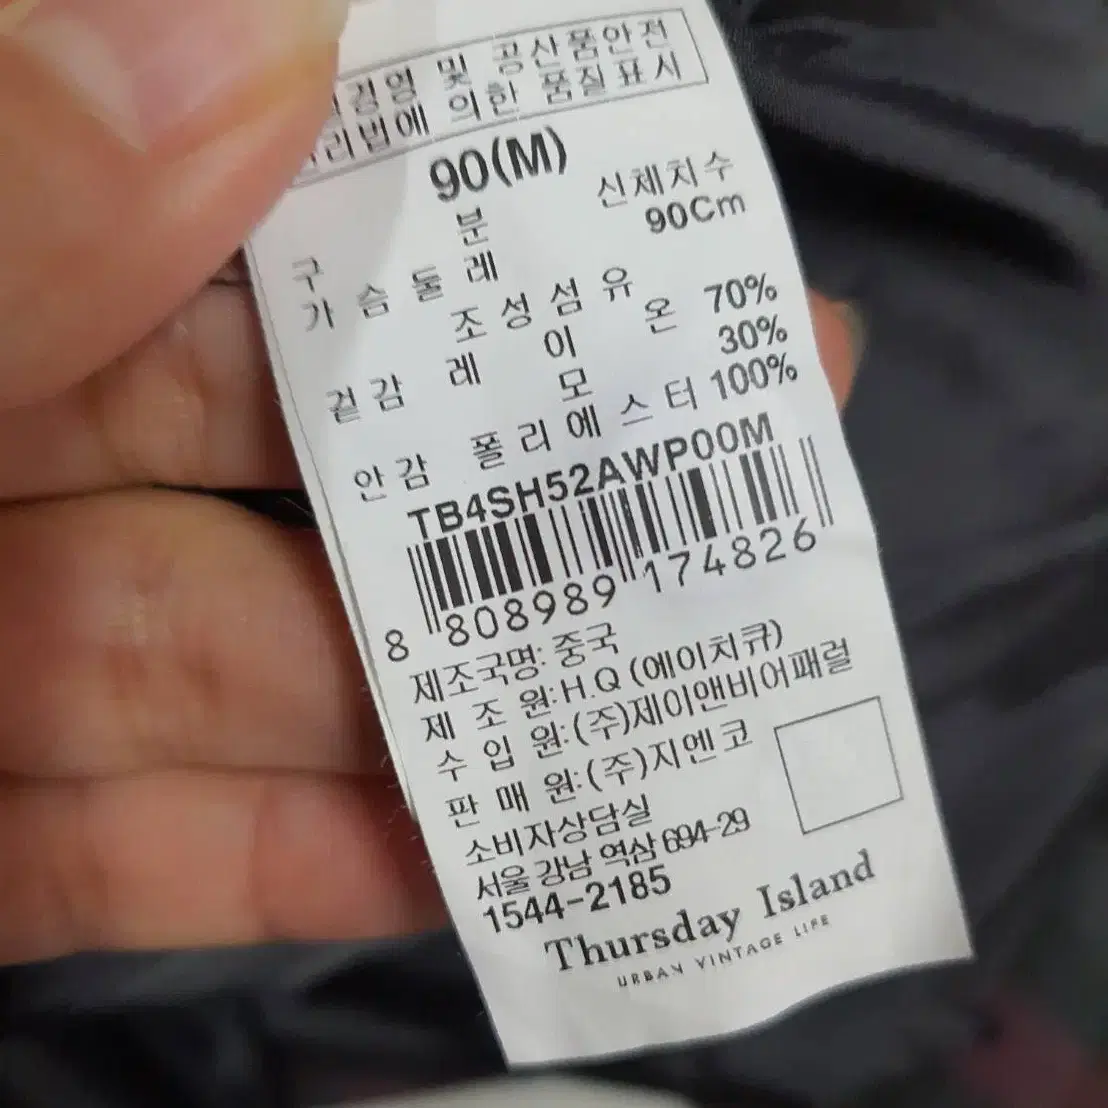 경영 및 공산품안전
리법에 의한 품질표시
90(M)
구 분 신체치수
가 슴 둘 레 90Cm
조 성 섬 유
겉감 레 이 온 70%
모 30%
안감 폴리에스터 100%
TB4SH52AWP00M
8 808989 174826
제조국명: 중국
제 조 원: H.Q (에이치큐)
수 입 원: (주)제이앤비어패럴
판 매 원: (주)지엔코
소비자상담실
서울 강남 역삼 694-29
1544-2185
Thursday Island
URBAN VINTAGE LIFE